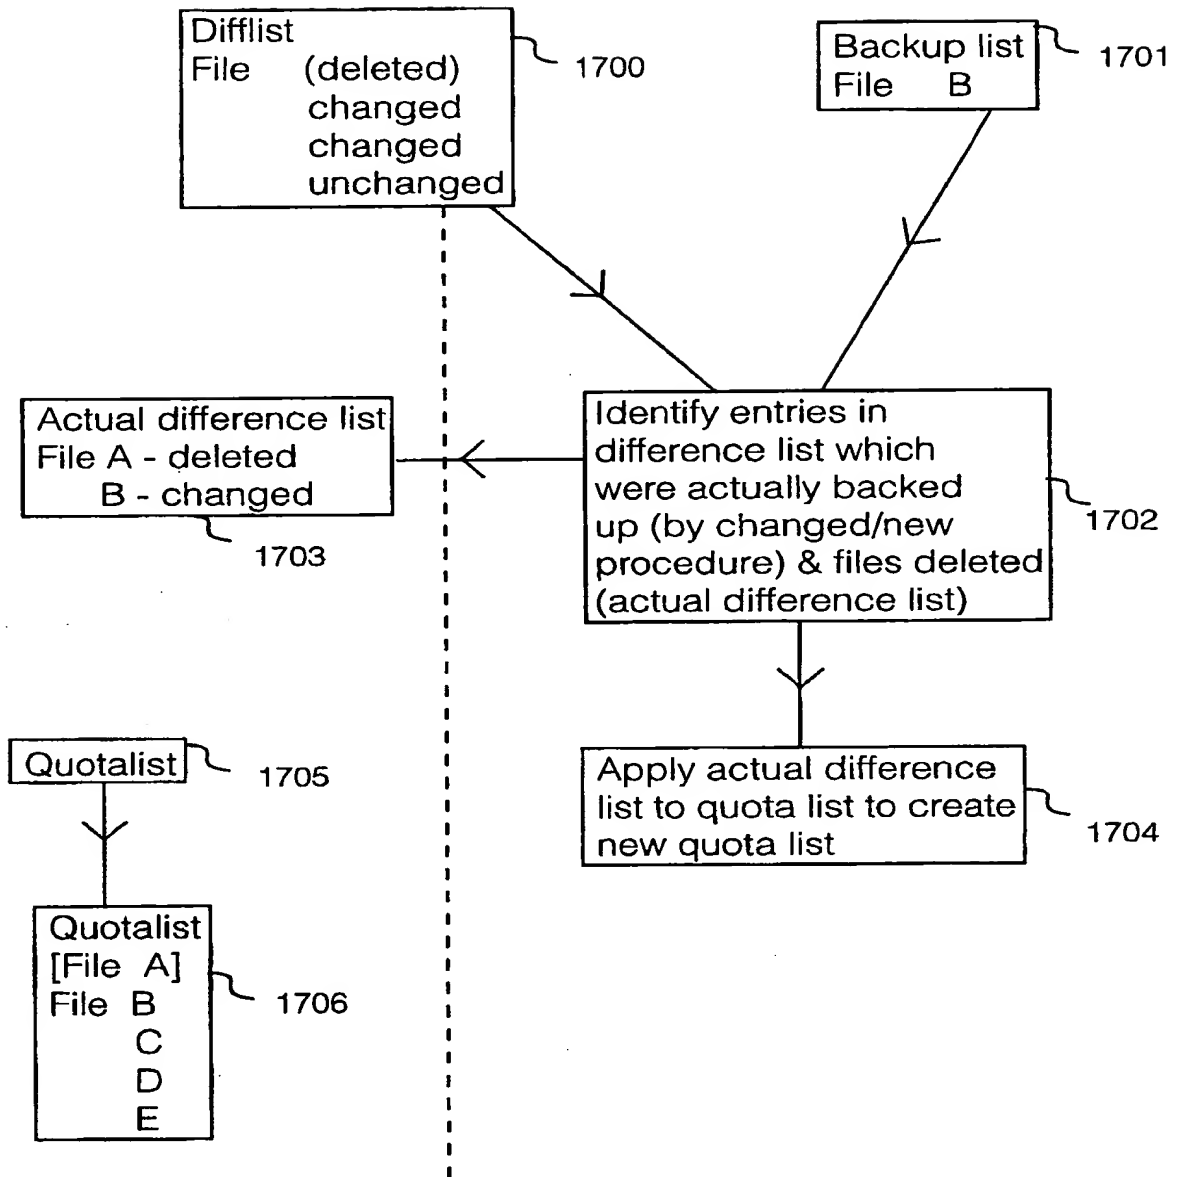 Difflist
File (deleted)
changed
changed
unchanged
1700
Backup list
File B
1701
Actual difference list
File A - deleted
B - changed
1703
Identify entries in
difference list which
were actually backed
up (by changed/new
procedure) & files deleted
(actual difference list)
1702
Quotalist
1705
Apply actual difference
list to quota list to create
new quota list
1704
Quotalist
[File A]
File B
C
D
E
1706